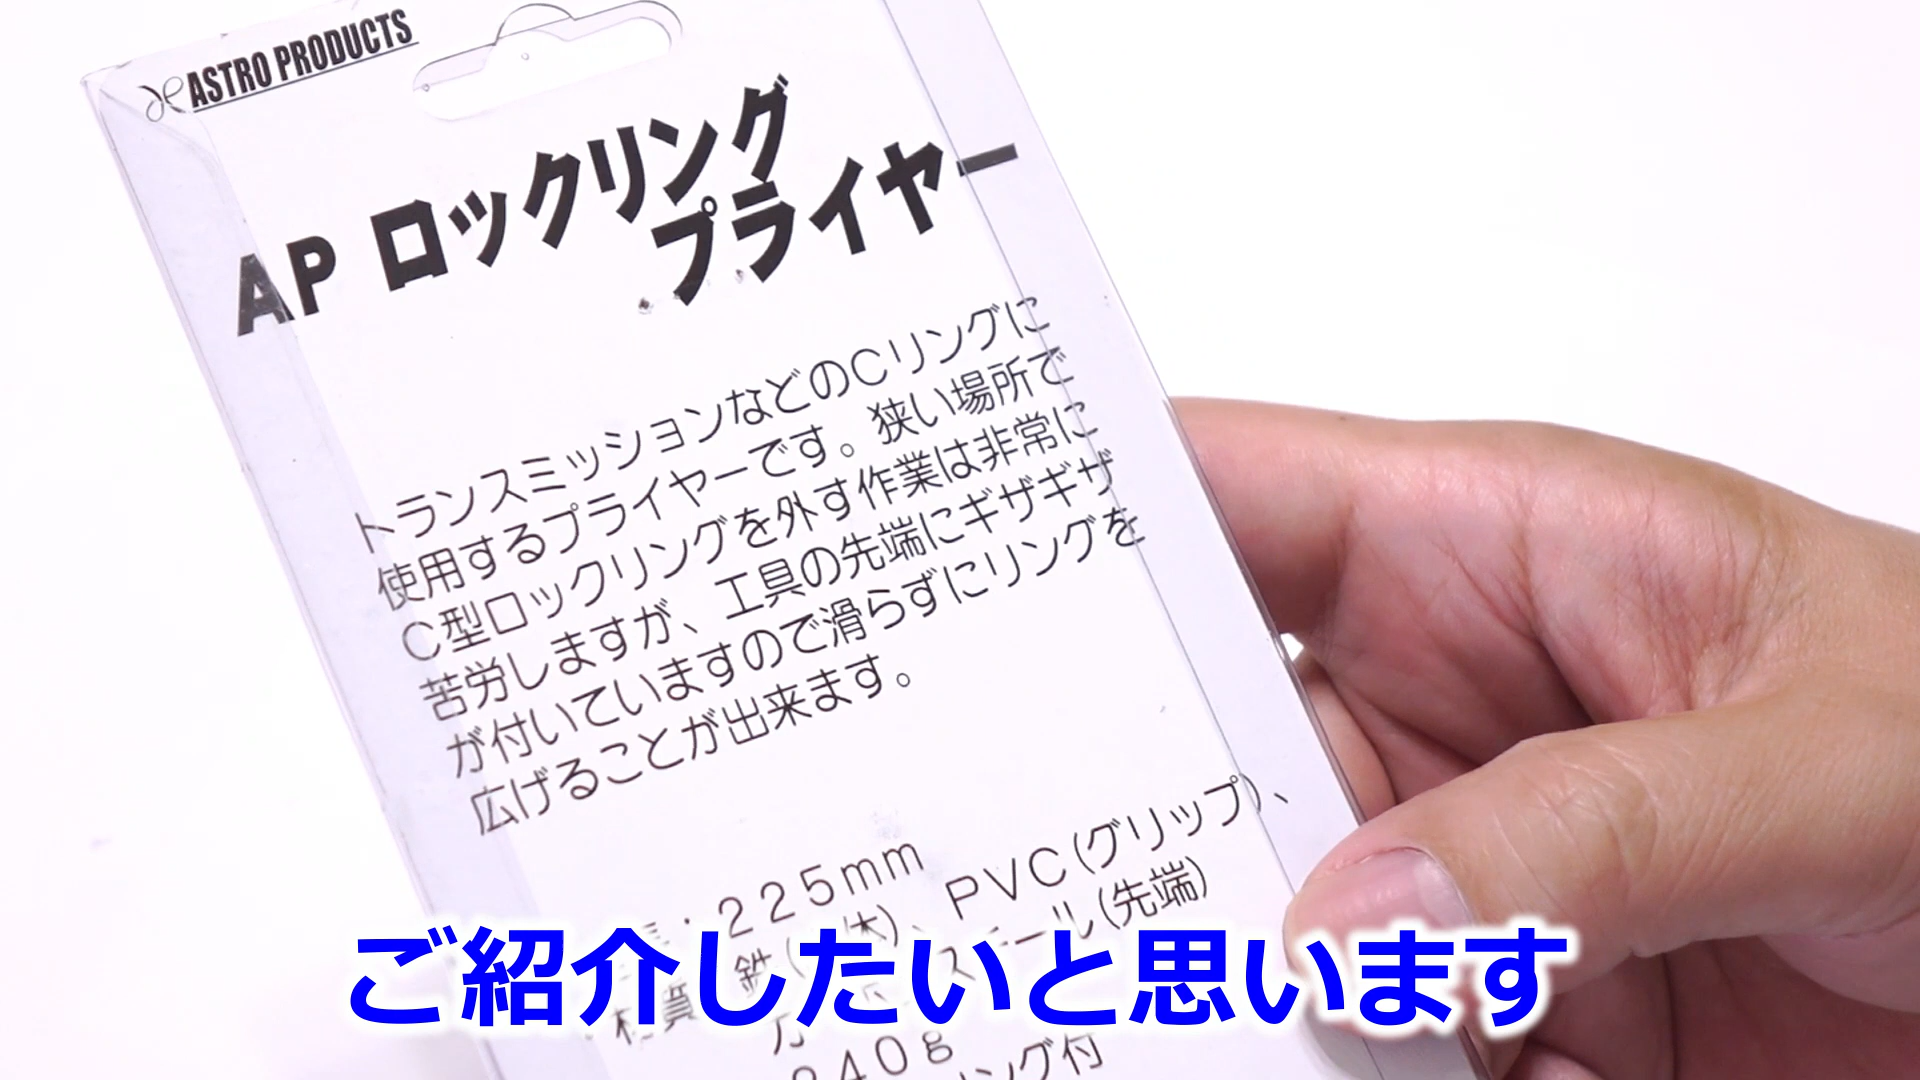 ASTRO PRODUCTS
AP ロックリング
プライヤー
トランスミッションなどのCリングに
使用するプライヤーです。狭い場所で
C型ロックリングを外す作業は非常に
苦労しますが、工具の先端にギザギザ
が付いていますので滑らずにリングを
広げることが出来ます。
225mm
PVC(グリップ)、
(先端)
ご紹介したいと思います